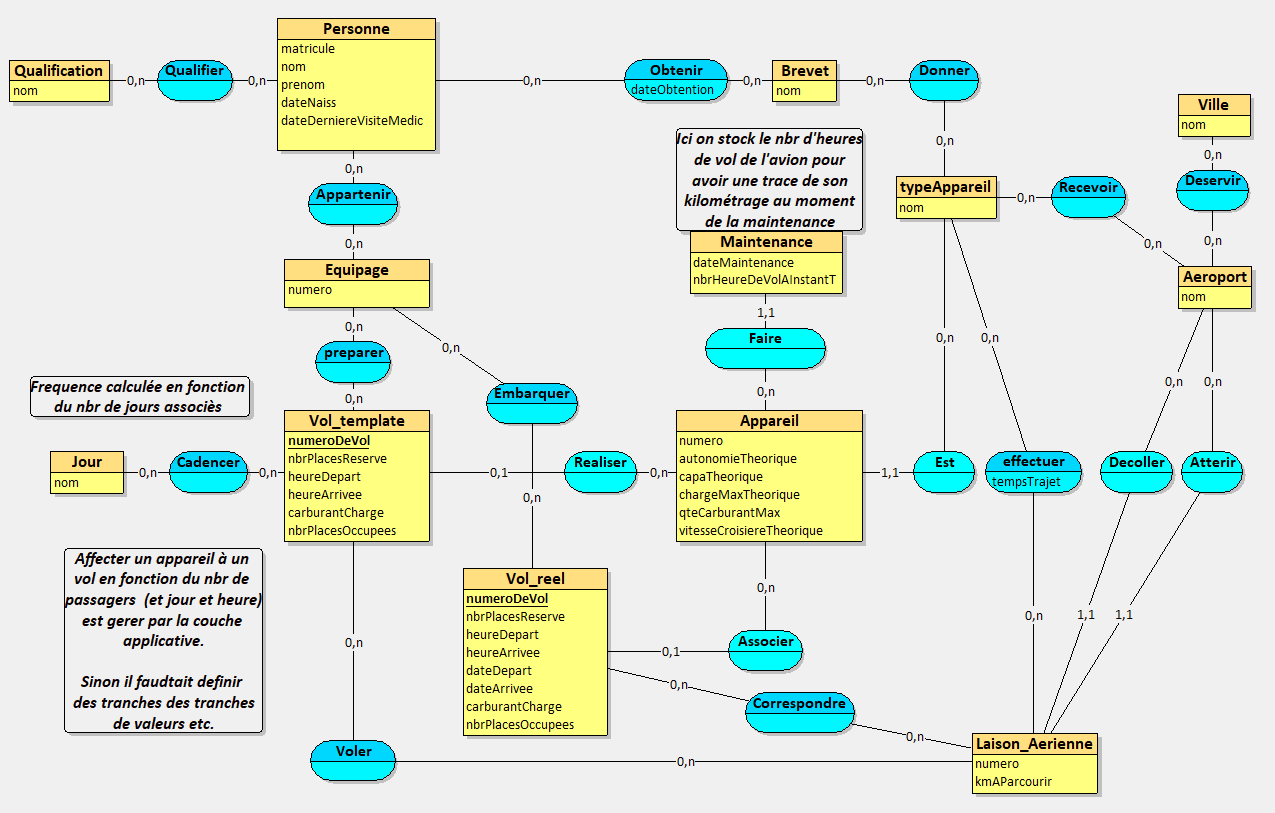 Personne
matricule
nom
prenom
dateNaiss
dateDerniereVisiteMedic
Qualification
nom
0,n
Qualifier
0,n
0,n
Obtenir
dateObtention
0,n
Brevet
nom
0,n
Donner
0,n
Ville
nom
0,n
Deservir
0,n
Ici on stock le nbr d'heures
de vol de l'avion pour
avoir une trace de son
kilométrage au moment
de la maintenance
typeAppareil
nom
0,n
Recevoir
0,n
Aeroport
nom
0,n
Appartenir
0,n
Equipage
numero
Maintenance
dateMaintenance
nbrHeureDeVolAInstantT
1,1
Faire
0,n
0,n
preparer
0,n
0,n
Embarquer
0,n
0,n
0,n
0,n
0,n
Frequence calculée en fonction
du nbr de jours associès
Jour
nom
0,n
Cadencer
0,n
Vol_template
numeroDeVol
nbrPlacesReserve
heureDepart
heureArrivee
carburantCharge
nbrPlacesOccupees
0,1
Realiser
0,n
Appareil
numero
autonomieTheorique
capaTheorique
chargeMaxTheorique
qteCarburantMax
vitesseCroisiereTheorique
1,1
Est
effectuer
tempsTrajet
Decoller
Atterir
Affecter un appareil à un
vol en fonction du nbr de
passagers (et jour et heure)
est gerer par la couche
applicative.
Sinon il faudtait definir
des tranches des tranches
de valeurs etc.
Vol_reel
numeroDeVol
nbrPlacesReserve
heureDepart
heureArrivee
dateDepart
dateArrivee
carburantCharge
nbrPlacesOccupees
0,n
0,1
Associer
0,n
Correspondre
0,n
0,n
1,1
1,1
0,n
Voler
0,n
Laison_Aerienne
numero
kmAParcourir